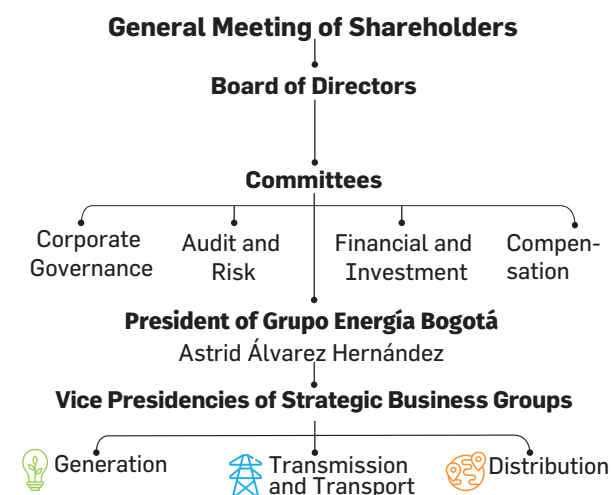 General Meeting of Shareholders
Board of Directors
Committees
Corporate
Governance
Audit and
Risk
Financial and
Investment
Compen-
sation
President of Grupo Energía Bogotá
Astrid Álvarez Hernández
Vice Presidencies of Strategic Business Groups
Generation
Transmission
and Transport
Distribution